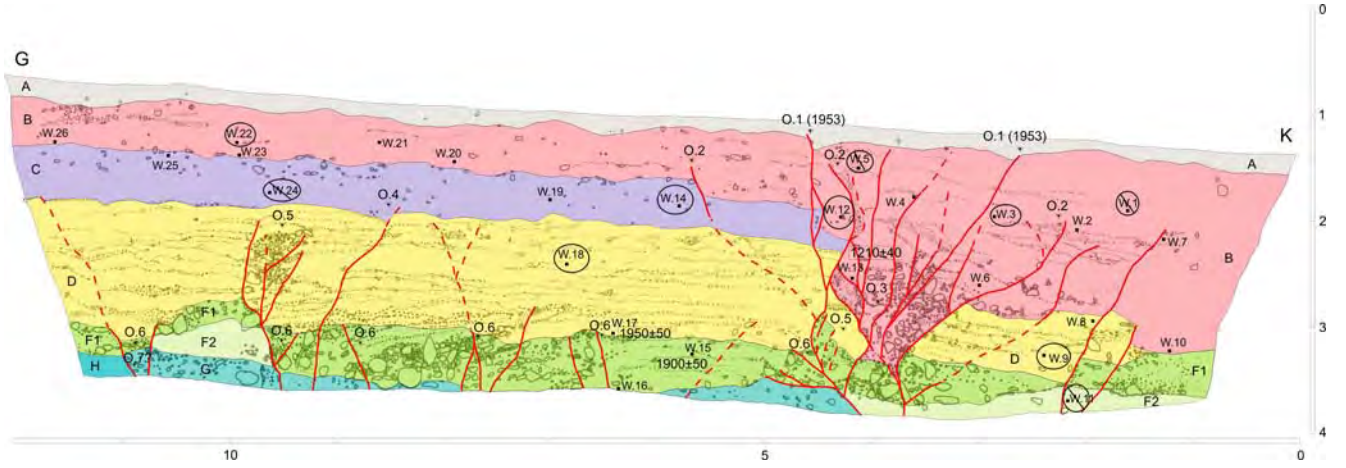 0
G
A
O.1 (1953)
1
B
W.26
W.22
O.1 (1953)
K
W.23
W.21
O.2
O.2
W.5
A
W.25
W.20
C
W.24
O.4
W.19
W.14
W.12
W.4
W.3
O.2
W.1
2
O.5
W.2
W.7
W.18
1210±40
B
W.13
W.6
D
O.3
F1
O.5
W.8
3
O.6
O.6
O.6
O.6
O.6
W.17
1950±50
F1
F2
O.6
W.15
W.10
O.7?
1900±50
D
W.9
F1
H
G
W.16
W.11
F2
4
10
5
0